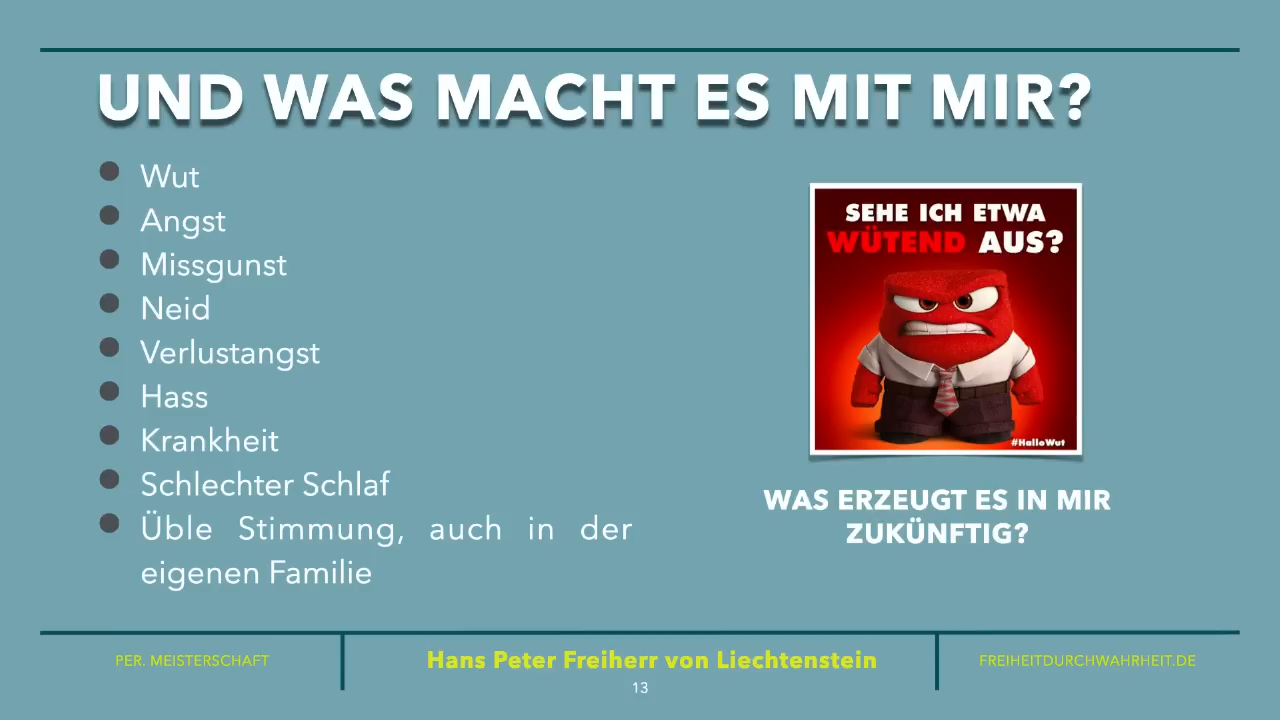 UND WAS MACHT ES MIT MIR?
Wut
Angst
Missgunst
Neid
Verlustangst
Hass
Krankheit
Schlechter Schlaf
Üble Stimmung, auch in der
eigenen Familie
SEHE ICH ETWA
WÜTEND AUS?
#HalloWut
WAS ERZEUGT ES IN MIR
ZUKÜNFTIG?
PER. MEISTERSCHAFT
Hans Peter Freiherr von Liechtenstein
FREIHEITDURCHWAHRHEIT.DE
13